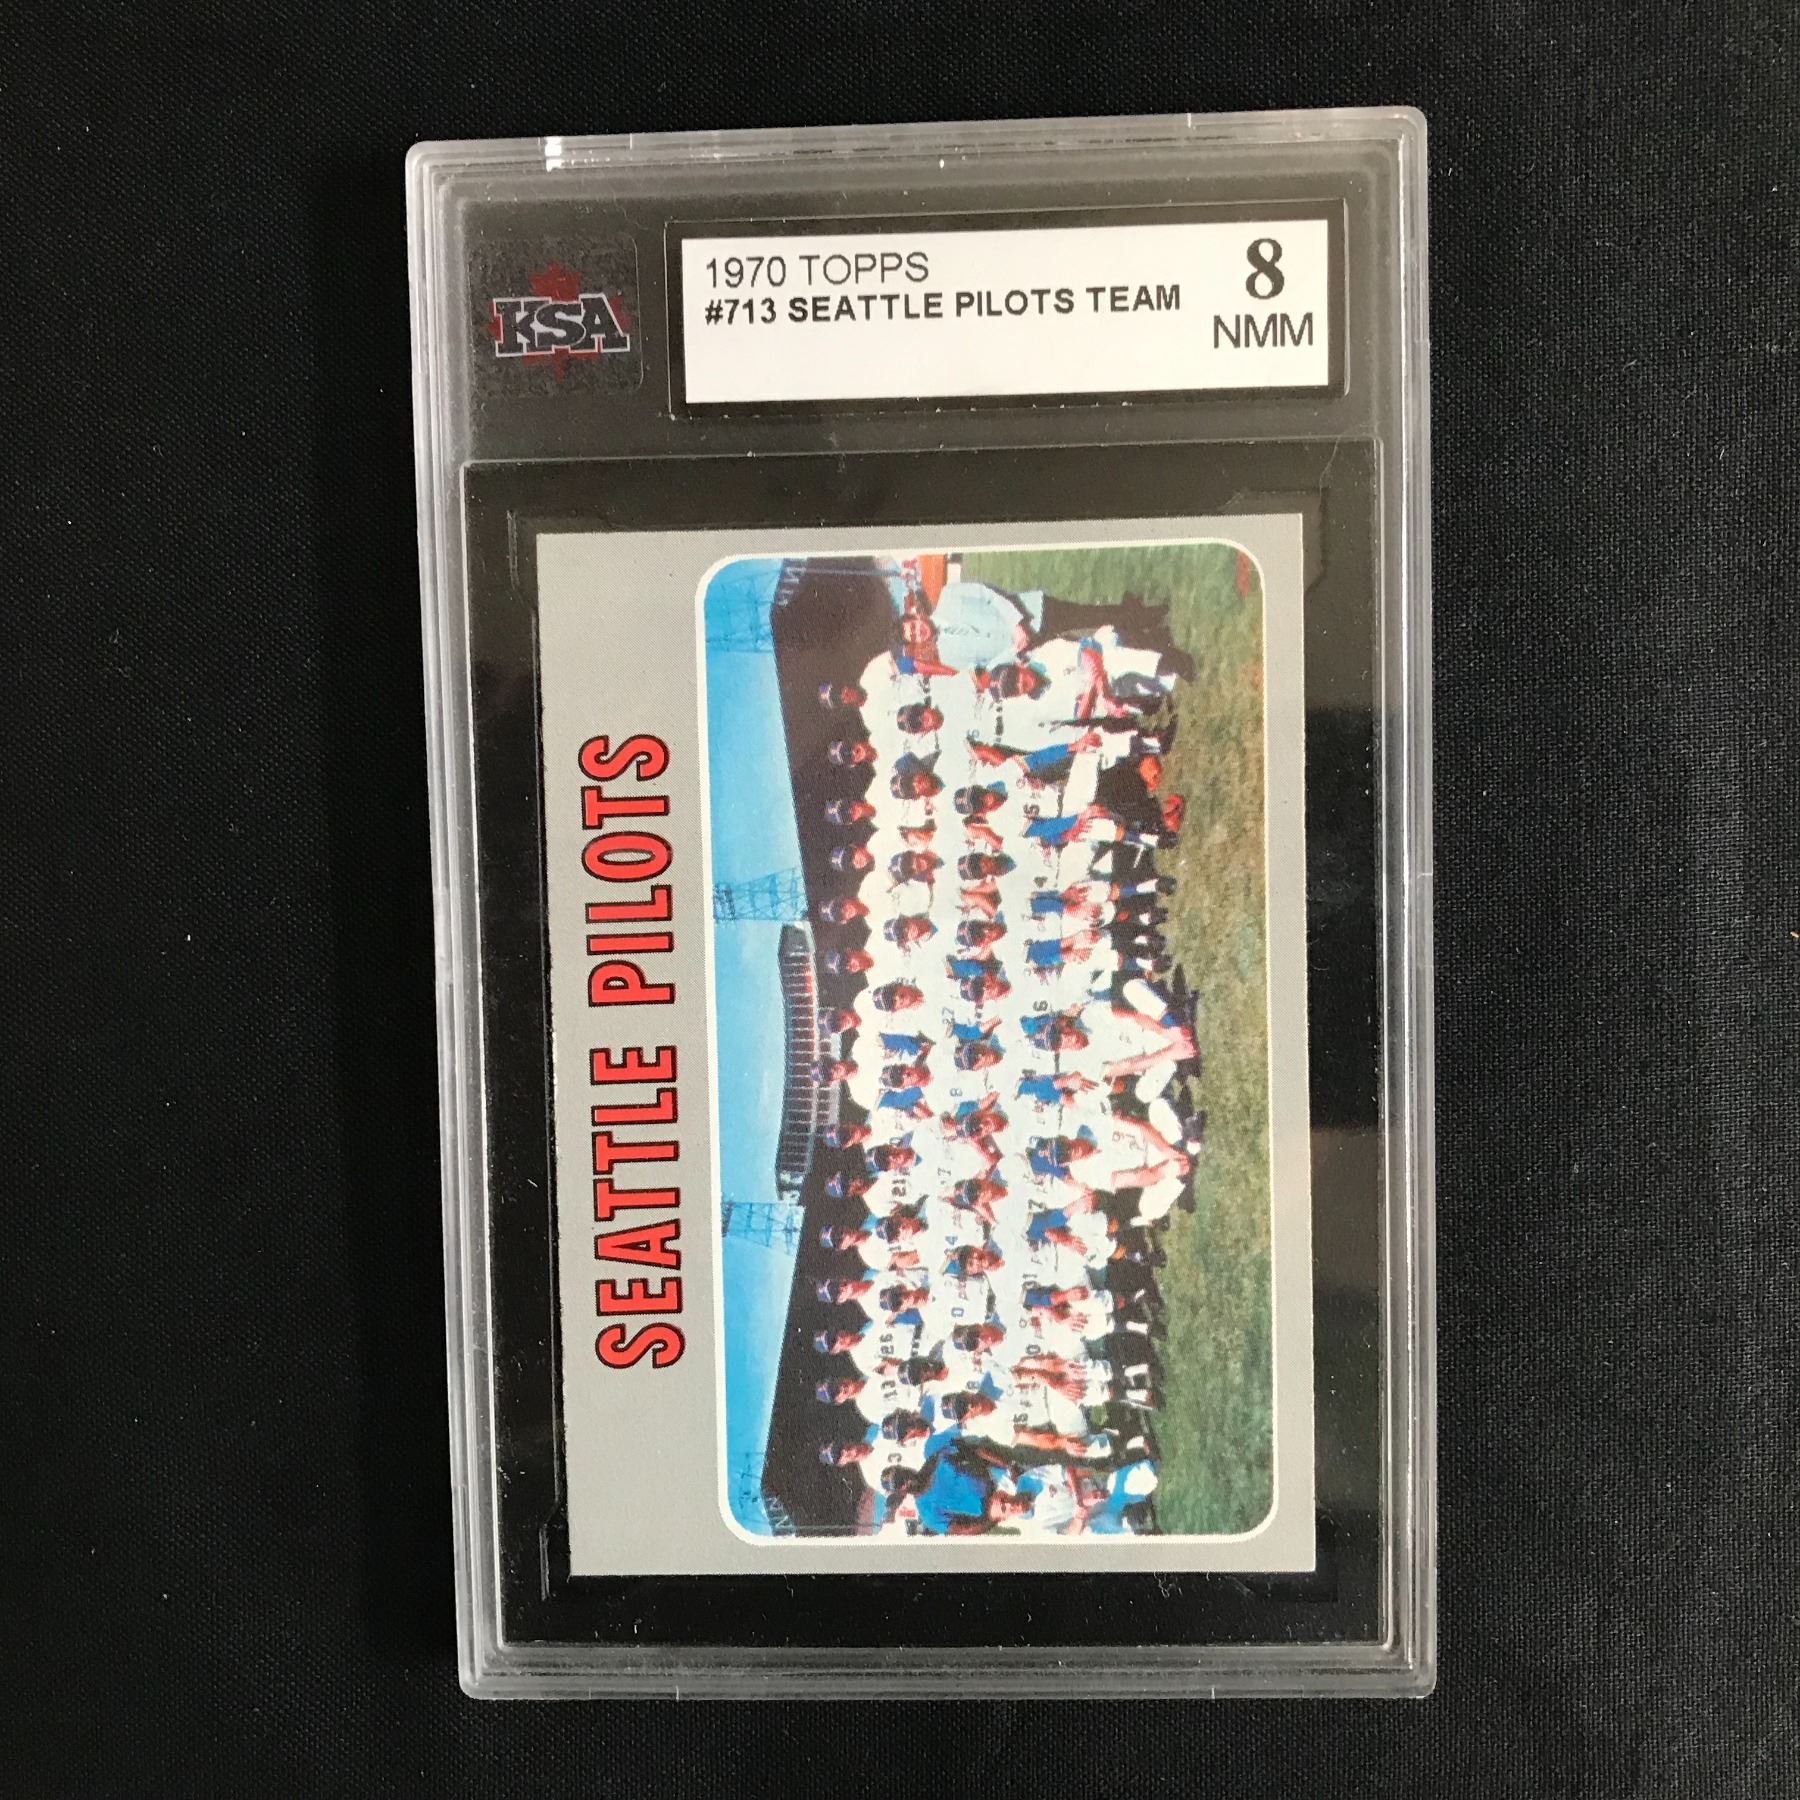 KSA
1970 TOPPS
#713 SEATTLE PILOTS TEAM
8
NMM
SEATTLE PILOTS